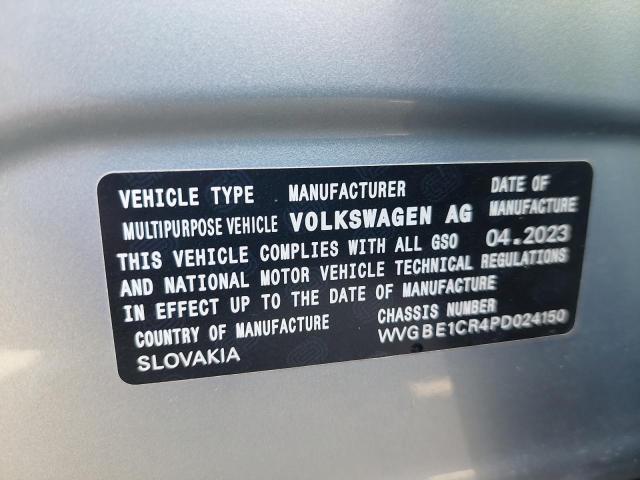 VEHICLE TYPE MANUFACTURER DATE OF
MULTIPURPOSE VEHICLE VOLKSWAGEN AG MANUFACTURE
THIS VEHICLE COMPLIES WITH ALL GSO 04.2023
AND NATIONAL MOTOR VEHICLE TECHNICAL REGULATIONS
IN EFFECT UP TO THE DATE OF MANUFACTURE
COUNTRY OF MANUFACTURE CHASSIS NUMBER
SLOVAKIA WVGBE1CR4PD024150